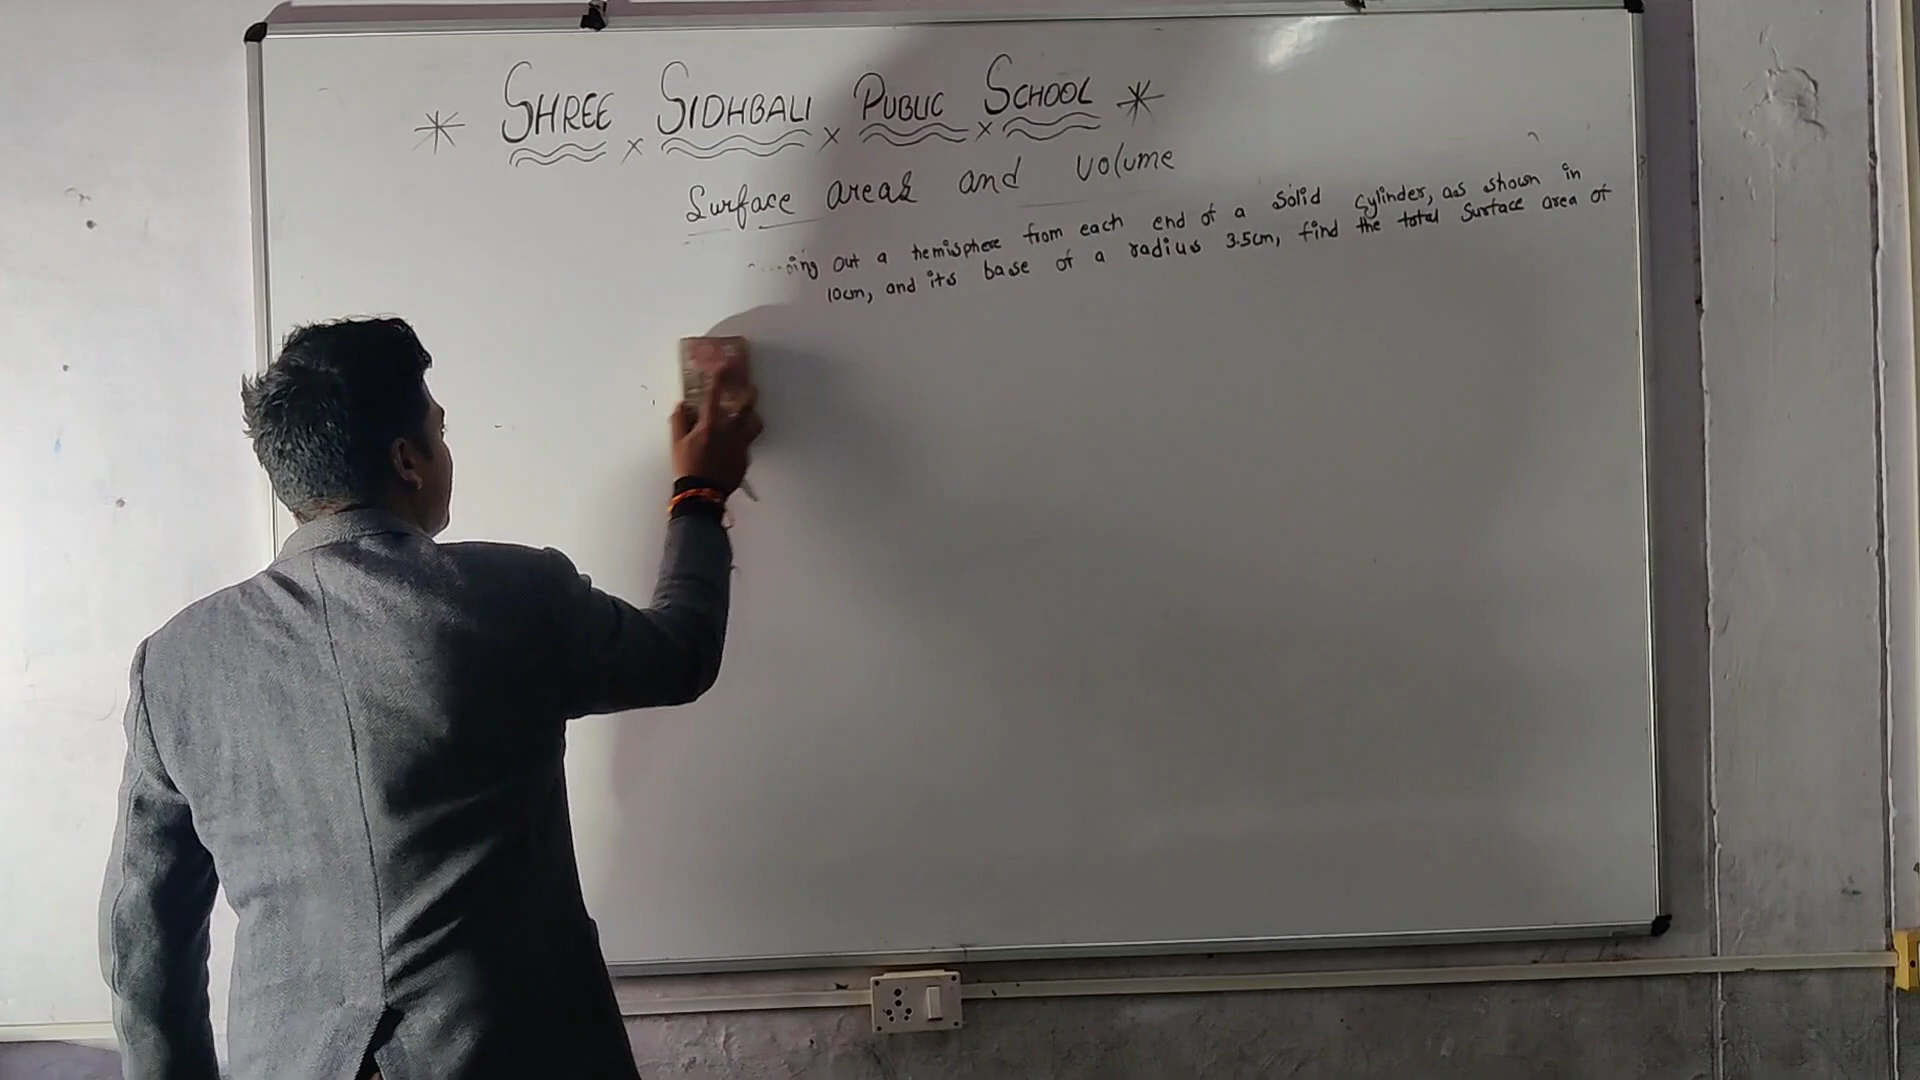 SHREE SIDHBALI PUBLIC SCHOOL
Surface areas and volume
out a hemisphere from each end of a solid cylinder, as shown in
10cm, and its base of a radius 3.5cm, find the total surface area of